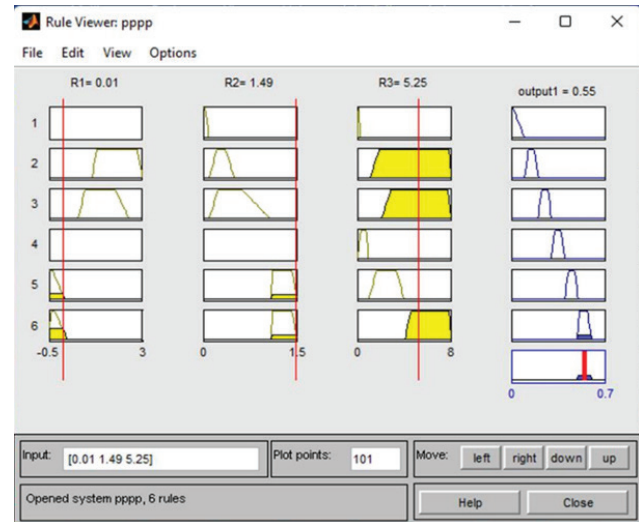 Rule Viewer: pppp
File Edit View Options
R1= 0.01 R2= 1.49 R3= 5.25 output1 = 0.55
1
2
3
4
5
6
-0.5 3 0 1.5 0 8
0 0.7
Input: [0.01 1.49 5.25] Plot points: 101 Move: left right down up
Opened system pppp, 6 rules Help Close